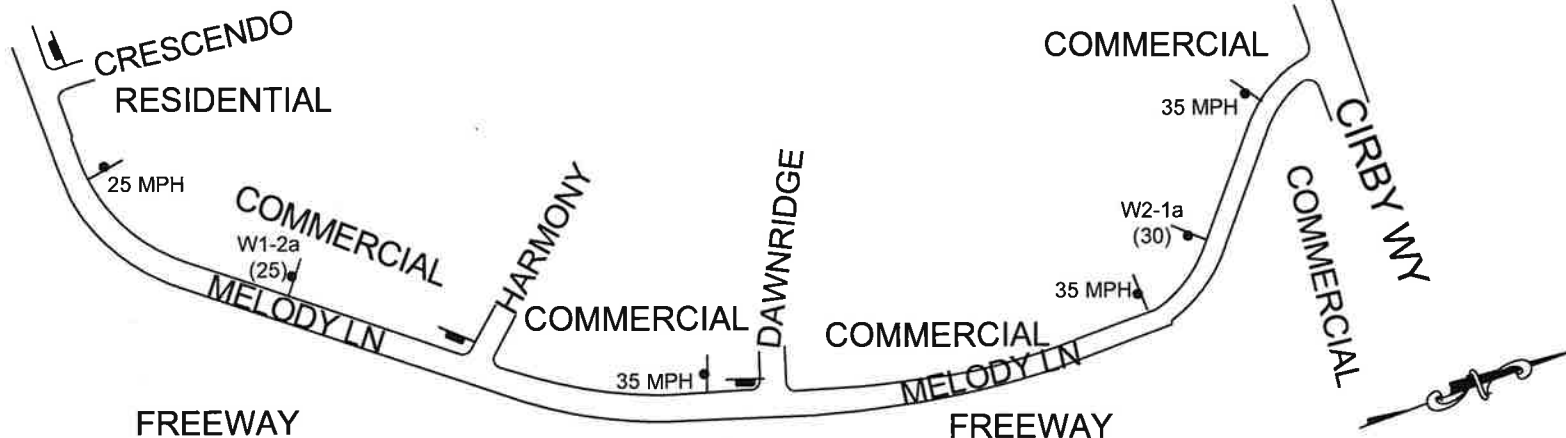 CRESCENDO
RESIDENTIAL
25 MPH
COMMERCIAL
W1-2a
(25)
MELODY LN
HARMONY
COMMERCIAL
35 MPH
DAWNRIDGE
COMMERCIAL
MELODY LN
35 MPH
W2-1a
(30)
COMMERCIAL
35 MPH
CIRBY WY
COMMERCIAL
FREEWAY
FREEWAY